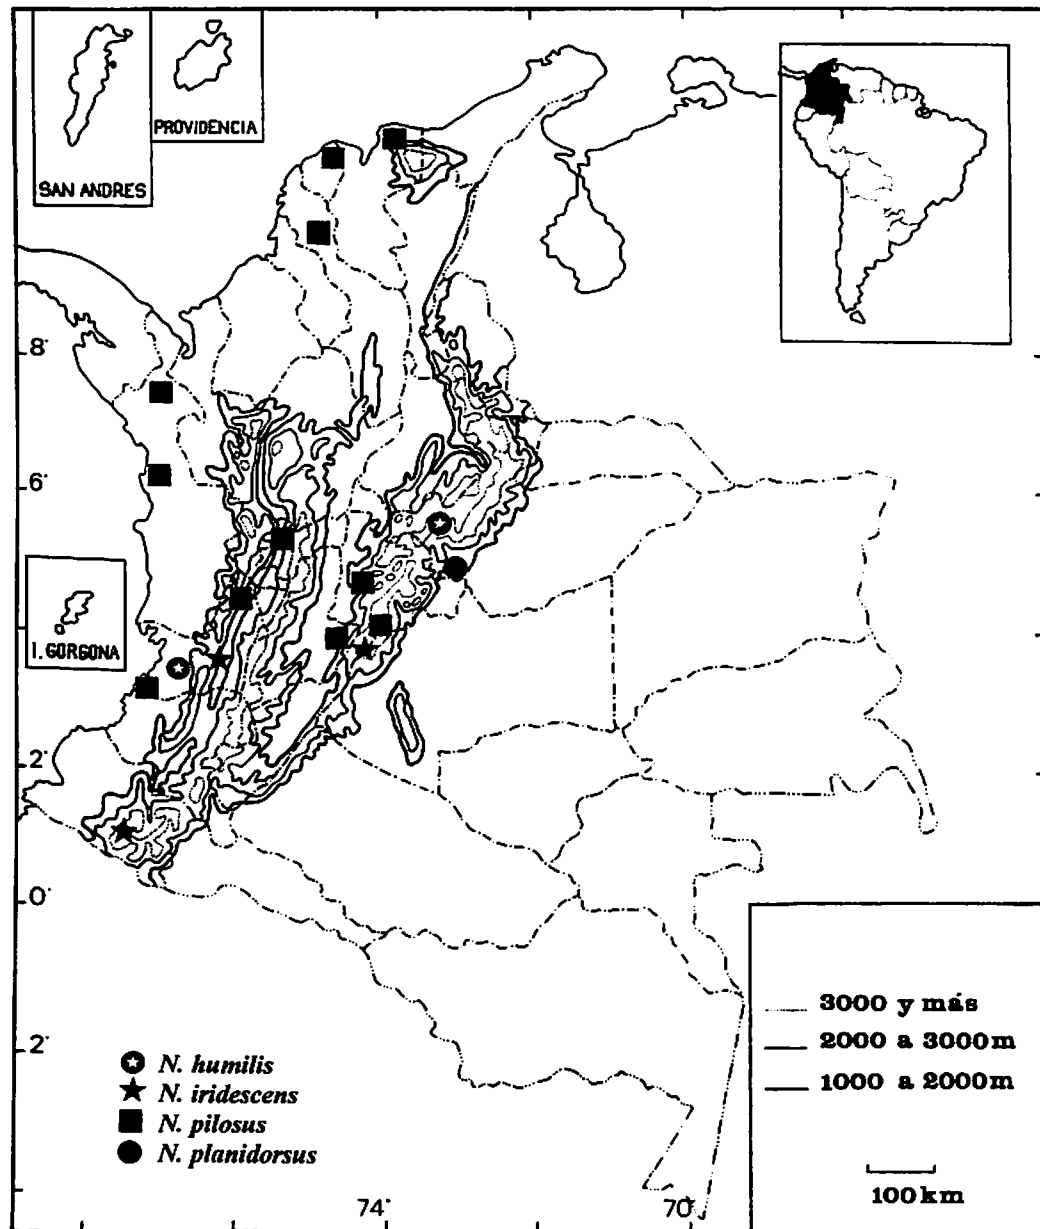 PROVIDENCIA
SAN ANDRES
8°
6°
I. GORGONA
2°
0°
2°
3000 y más
2000 a 3000m
1000 a 2000m
N. humilis
N. iridescens
N. pilosus
N. planidorsus
100km
74°
70°